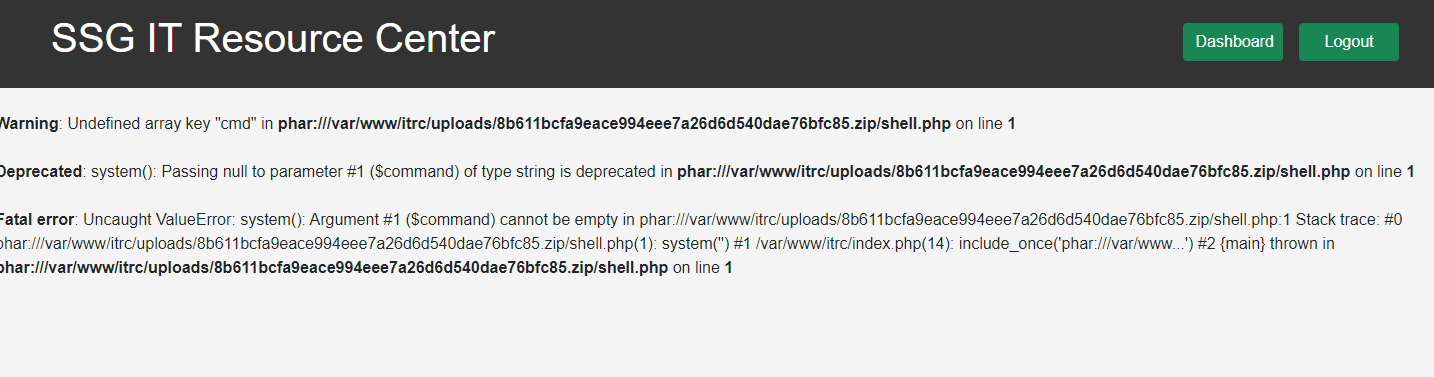 SSG IT Resource Center
Dashboard
Logout
Warning: Undefined array key "cmd" in phar:///var/www/itrc/uploads/8b611bcfa9eace994eee7a26d6d540dae76bfc85.zip/shell.php on line 1
Deprecated: system(): Passing null to parameter #1 ($command) of type string is deprecated in phar:///var/www/itrc/uploads/8b611bcfa9eace994eee7a26d6d540dae76bfc85.zip/shell.php on line 1
Fatal error: Uncaught ValueError: system(): Argument #1 ($command) cannot be empty in phar:///var/www/itrc/uploads/8b611bcfa9eace994eee7a26d6d540dae76bfc85.zip/shell.php:1 Stack trace: #0
phar:///var/www/itrc/uploads/8b611bcfa9eace994eee7a26d6d540dae76bfc85.zip/shell.php(1): system('') #1 /var/www/itrc/index.php(14): include_once('phar:///var/www...') #2 {main} thrown in
phar:///var/www/itrc/uploads/8b611bcfa9eace994eee7a26d6d540dae76bfc85.zip/shell.php on line 1